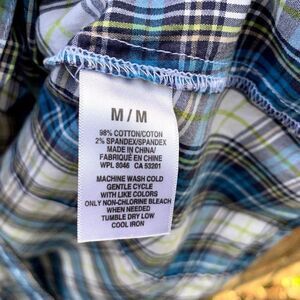 M / M
98% COTTON/COTON
2% SPANDEX/SPANDEX
MADE IN CHINA/
FABRIQUÉ EN CHINE
WPL 8046 CA 53201
MACHINE WASH COLD
GENTLE CYCLE
WITH LIKE COLORS
ONLY NON-CHLORINE BLEACH
WHEN NEEDED
TUMBLE DRY LOW
COOL IRON